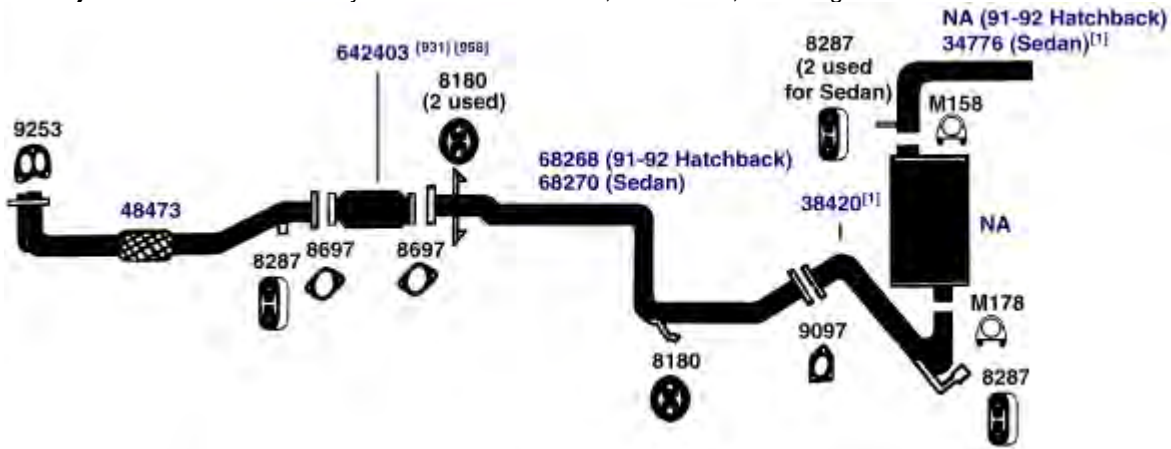 NA (91-92 Hatchback)
34776 (Sedan)[1]
8287
(2 used
for Sedan)
M158
642403 [931] [958]
8180
(2 used)
9253
68268 (91-92 Hatchback)
68270 (Sedan)
48473
38420[1]
NA
8287
8697
8697
M178
9097
8180
8287